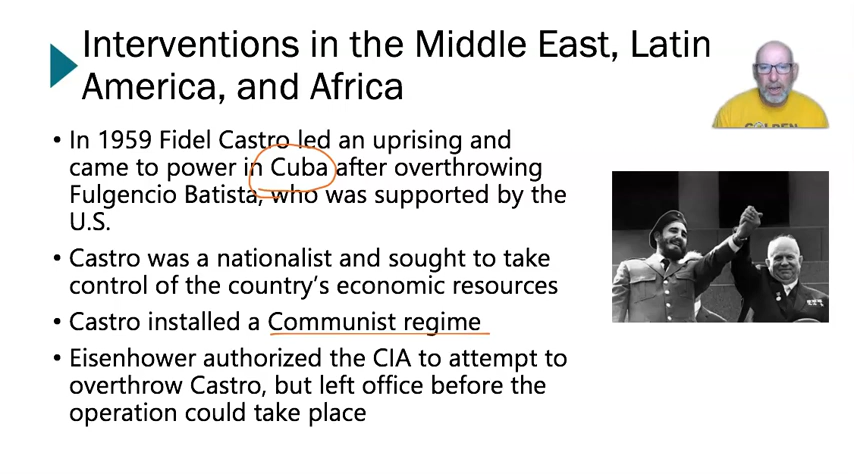 Interventions in the Middle East, Latin
America, and Africa
• In 1959 Fidel Castro led an uprising and
came to power in Cuba after overthrowing
Fulgencio Batista, who was supported by the
U.S.
• Castro was a nationalist and sought to take
control of the country's economic resources
• Castro installed a Communist regime
• Eisenhower authorized the CIA to attempt to
overthrow Castro, but left office before the
operation could take place
GOLDEN